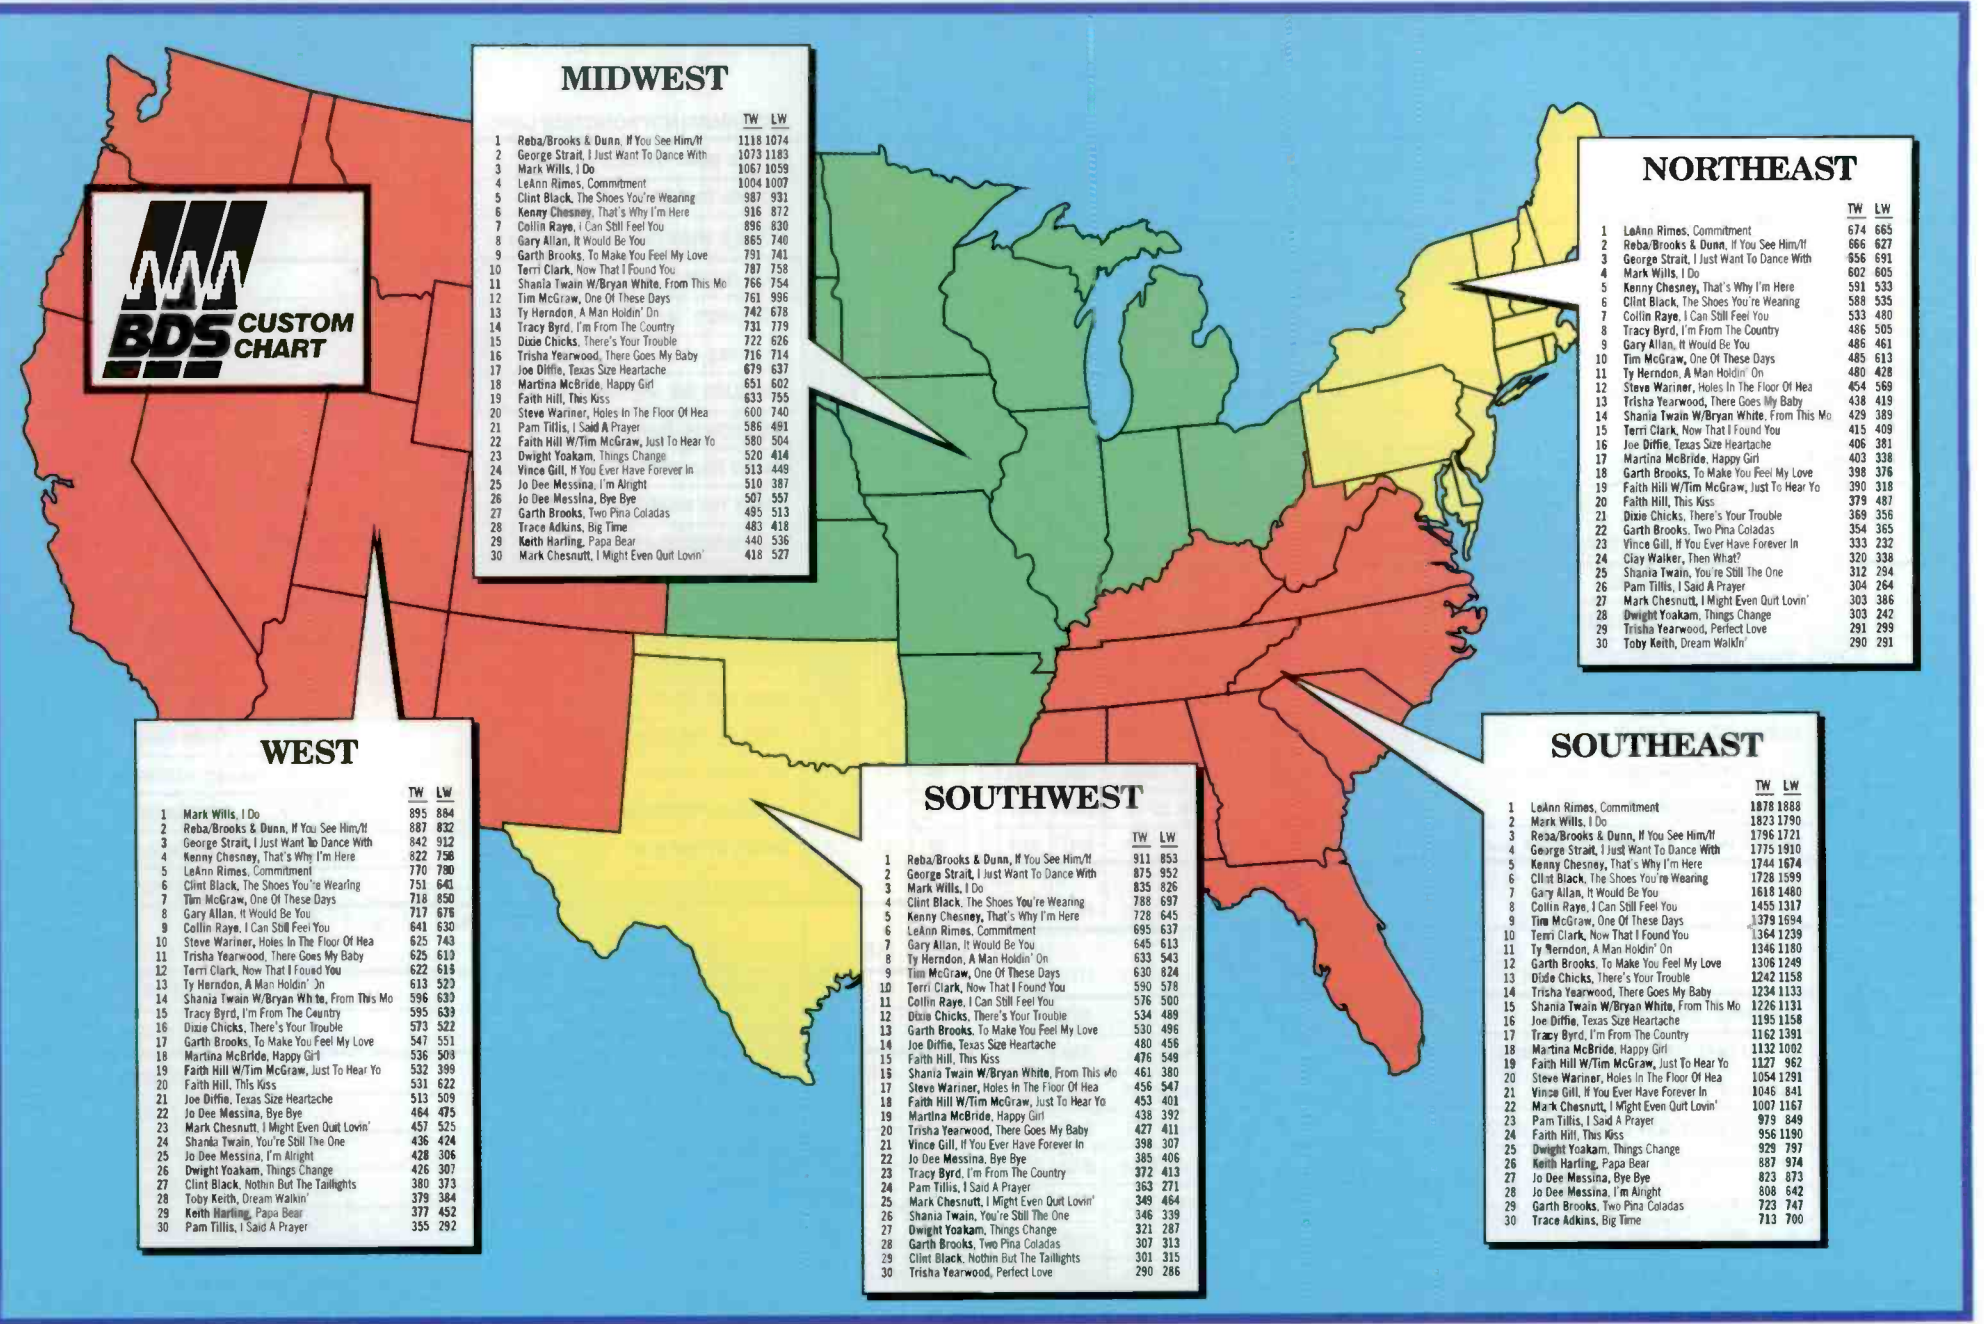 BDS CUSTOM
CHART
MIDWEST
TW LW
1 Reba/Brooks & Dunn, If You See Him/If 1118 1074
2 George Strait, I Just Want To Dance With 1073 1183
3 Mark Wills, I Do 1067 1059
4 LeAnn Rimes, Commitment 1004 1007
5 Clint Black, The Shoes You're Wearing 987 931
6 Kenny Chesney, That's Why I'm Here 916 872
7 Collin Raye, I Can Still Feel You 896 830
8 Gary Allan, It Would Be You 865 740
9 Garth Brooks, To Make You Feel My Love 791 741
10 Terri Clark, Now That I Found You 787 758
11 Shania Twain W/Bryan White, From This Mo 766 754
12 Tim McGraw, One Of These Days 761 996
13 Ty Herndon, A Man Holdin' On 742 678
14 Tracy Byrd, I'm From The Country 731 779
15 Dixie Chicks, There's Your Trouble 722 626
16 Trisha Yearwood, There Goes My Baby 716 714
17 Joe Diffie, Texas Size Heartache 679 637
18 Martina McBride, Happy Girl 651 602
19 Faith Hill, This Kiss 633 755
20 Steve Wariner, Holes In The Floor Of Hea 600 740
21 Pam Tillis, I Said A Prayer 586 491
22 Faith Hill W/Tim McGraw, Just To Hear Yo 580 504
23 Dwight Yoakam, Things Change 520 414
24 Vince Gill, If You Ever Have Forever In 513 449
25 Jo Dee Messina, I'm Alright 510 387
26 Jo Dee Messina, Bye Bye 507 557
27 Garth Brooks, Two Pina Coladas 495 513
28 Trace Adkins, Big Time 483 418
29 Keith Harling, Papa Bear 440 536
30 Mark Chesnutt, I Might Even Quit Lovin' 418 527
NORTHEAST
TW LW
1 LeAnn Rimes, Commitment 674 665
2 Reba/Brooks & Dunn, If You See Him/If 666 627
3 George Strait, I Just Want To Dance With 656 691
4 Mark Wills, I Do 602 605
5 Kenny Chesney, That's Why I'm Here 591 533
6 Clint Black, The Shoes You're Wearing 588 535
7 Collin Raye, I Can Still Feel You 533 480
8 Tracy Byrd, I'm From The Country 486 505
9 Gary Allan, It Would Be You 486 461
10 Tim McGraw, One Of These Days 485 613
11 Ty Herndon, A Man Holdin' On 480 428
12 Steve Wariner, Holes In The Floor Of Hea 454 569
13 Trisha Yearwood, There Goes My Baby 438 419
14 Shania Twain W/Bryan White, From This Mo 429 389
15 Terri Clark, Now That I Found You 415 409
16 Joe Diffie, Texas Size Heartache 406 381
17 Martina McBride, Happy Girl 403 338
18 Garth Brooks, To Make You Feel My Love 398 376
19 Faith Hill W/Tim McGraw, Just To Hear Yo 390 318
20 Faith Hill, This Kiss 379 487
21 Dixie Chicks, There's Your Trouble 369 356
22 Garth Brooks, Two Pina Coladas 354 365
23 Vince Gill, If You Ever Have Forever In 333 232
24 Clay Walker, Then What? 320 338
25 Shania Twain, You're Still The One 312 294
26 Pam Tillis, I Said A Prayer 304 264
27 Mark Chesnutt, I Might Even Quit Lovin' 303 386
28 Dwight Yoakam, Things Change 303 242
29 Trisha Yearwood, Perfect Love 291 299
30 Toby Keith, Dream Walkin' 290 291
WEST
TW LW
1 Mark Wills, I Do 895 884
2 Reba/Brooks & Dunn, If You See Him/If 887 832
3 George Strait, I Just Want To Dance With 842 912
4 Kenny Chesney, That's Why I'm Here 822 758
5 LeAnn Rimes, Commitment 770 780
6 Clint Black, The Shoes You're Wearing 751 641
7 Tim McGraw, One Of These Days 718 850
8 Gary Allan, It Would Be You 717 676
9 Collin Raye, I Can Still Feel You 641 630
10 Steve Wariner, Holes In The Floor Of Hea 625 743
11 Trisha Yearwood, There Goes My Baby 625 610
12 Terri Clark, Now That I Found You 622 615
13 Ty Herndon, A Man Holdin' On 613 520
14 Shania Twain W/Bryan White, From This Mo 596 630
15 Tracy Byrd, I'm From The Country 595 639
16 Dixie Chicks, There's Your Trouble 573 522
17 Garth Brooks, To Make You Feel My Love 547 551
18 Martina McBride, Happy Girl 536 503
19 Faith Hill W/Tim McGraw, Just To Hear Yo 532 399
20 Faith Hill, This Kiss 531 622
21 Joe Diffie, Texas Size Heartache 513 509
22 Jo Dee Messina, Bye Bye 464 475
23 Mark Chesnutt, I Might Even Quit Lovin' 457 525
24 Shania Twain, You're Still The One 436 424
25 Jo Dee Messina, I'm Alright 428 306
26 Dwight Yoakam, Things Change 426 307
27 Clint Black, Nothin But The Taillights 380 373
28 Toby Keith, Dream Walkin' 379 384
29 Keith Harling, Papa Bear 377 452
30 Pam Tillis, I Said A Prayer 355 292
SOUTHWEST
TW LW
1 Reba/Brooks & Dunn, If You See Him/If 911 853
2 George Strait, I Just Want To Dance With 875 952
3 Mark Wills, I Do 835 826
4 Clint Black, The Shoes You're Wearing 788 697
5 Kenny Chesney, That's Why I'm Here 728 645
6 LeAnn Rimes, Commitment 695 637
7 Gary Allan, It Would Be You 645 613
8 Ty Herndon, A Man Holdin' On 633 543
9 Tim McGraw, One Of These Days 630 824
10 Terri Clark, Now That I Found You 590 578
11 Collin Raye, I Can Still Feel You 576 500
12 Dixie Chicks, There's Your Trouble 534 489
13 Garth Brooks, To Make You Feel My Love 530 496
14 Joe Diffie, Texas Size Heartache 480 456
15 Faith Hill, This Kiss 476 549
16 Shania Twain W/Bryan White, From This Mo 461 380
17 Steve Wariner, Holes In The Floor Of Hea 456 547
18 Faith Hill W/Tim McGraw, Just To Hear Yo 453 401
19 Martina McBride, Happy Girl 438 392
20 Trisha Yearwood, There Goes My Baby 427 411
21 Vince Gill, If You Ever Have Forever In 398 307
22 Jo Dee Messina, Bye Bye 385 406
23 Tracy Byrd, I'm From The Country 372 413
24 Pam Tillis, I Said A Prayer 363 271
25 Mark Chesnutt, I Might Even Quit Lovin' 349 464
26 Shania Twain, You're Still The One 346 339
27 Dwight Yoakam, Things Change 321 287
28 Garth Brooks, Two Pina Coladas 307 313
29 Clint Black, Nothin But The Taillights 301 315
30 Trisha Yearwood, Perfect Love 290 286
SOUTHEAST
TW LW
1 LeAnn Rimes, Commitment 1878 1888
2 Mark Wills, I Do 1823 1790
3 Reba/Brooks & Dunn, If You See Him/If 1796 1721
4 George Strait, I Just Want To Dance With 1775 1910
5 Kenny Chesney, That's Why I'm Here 1744 1674
6 Clint Black, The Shoes You're Wearing 1728 1599
7 Gary Allan, It Would Be You 1618 1480
8 Collin Raye, I Can Still Feel You 1455 1317
9 Tim McGraw, One Of These Days 1379 1694
10 Terri Clark, Now That I Found You 1364 1239
11 Ty Herndon, A Man Holdin' On 1346 1180
12 Garth Brooks, To Make You Feel My Love 1306 1249
13 Dixie Chicks, There's Your Trouble 1242 1158
14 Trisha Yearwood, There Goes My Baby 1234 1133
15 Shania Twain W/Bryan White, From This Mo 1226 1131
16 Joe Diffie, Texas Size Heartache 1195 1158
17 Tracy Byrd, I'm From The Country 1162 1391
18 Martina McBride, Happy Girl 1132 1002
19 Faith Hill W/Tim McGraw, Just To Hear Yo 1127 962
20 Steve Wariner, Holes In The Floor Of Hea 1054 1291
21 Vince Gill, If You Ever Have Forever In 1046 841
22 Mark Chesnutt, I Might Even Quit Lovin' 1007 1167
23 Pam Tillis, I Said A Prayer 979 849
24 Faith Hill, This Kiss 956 1190
25 Dwight Yoakam, Things Change 929 797
26 Keith Harling, Papa Bear 887 974
27 Jo Dee Messina, Bye Bye 823 873
28 Jo Dee Messina, I'm Alright 808 642
29 Garth Brooks, Two Pina Coladas 723 747
30 Trace Adkins, Big Time 713 700